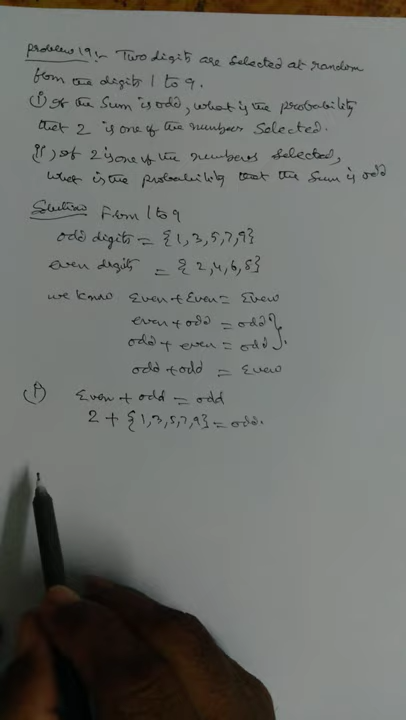 Problem 19:- Two digits are selected at random
from the digits 1 to 9.
(i) If the sum is odd, what is the probability
that 2 is one of the numbers selected.
(ii) If 2 is one of the numbers selected,
what is the probability that the sum is odd
Solution: From 1 to 9
odd digits = {1, 3, 5, 7, 9}
even digits = {2, 4, 6, 8}
we know Even + Even = Even
even + odd = odd }
odd + even = odd }.
odd + odd = Even
(i) Even + odd = odd
2 + {1, 3, 5, 7, 9} = odd.